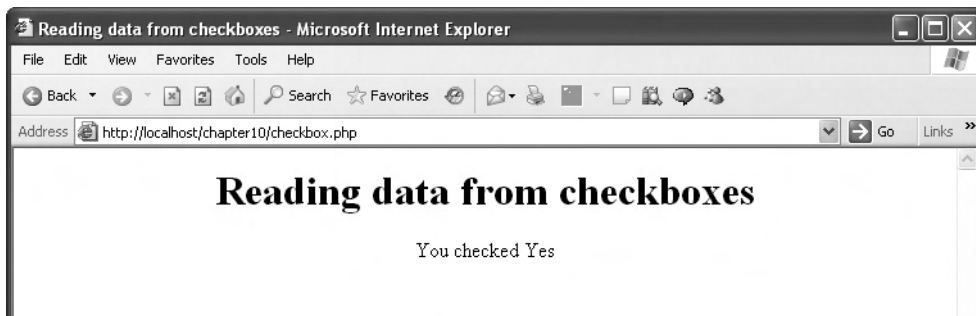 Reading data from checkboxes - Microsoft Internet Explorer
File Edit View Favorites Tools Help
Back Search Favorites
Address http://localhost/chapter10/checkbox.php Go Links »
Reading data from checkboxes
You checked Yes